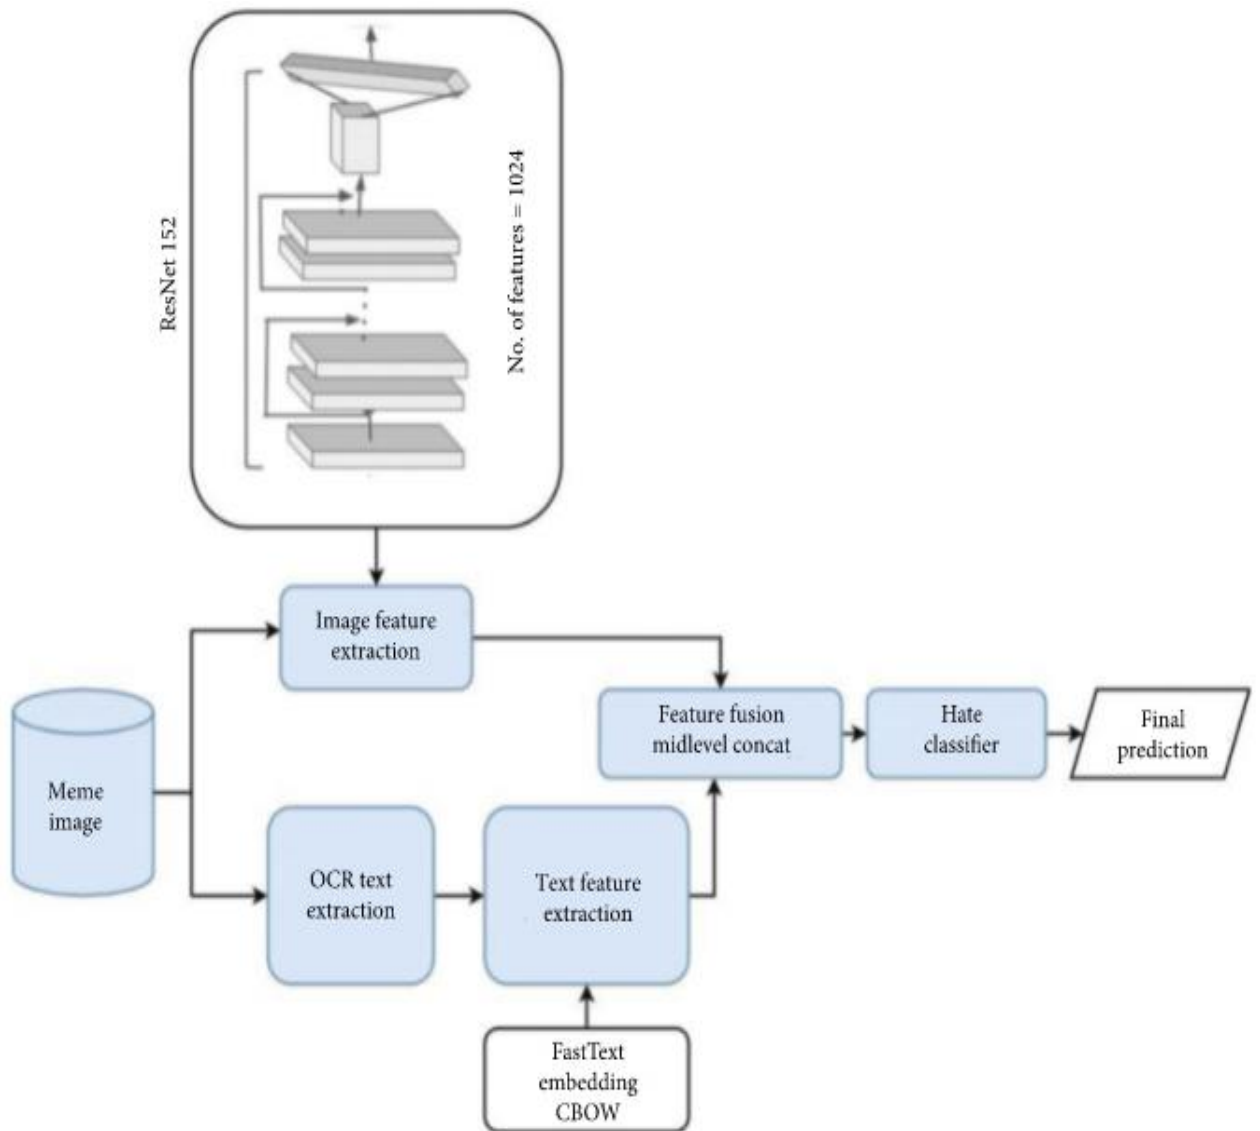 ResNet 152
No. of features = 1024
Image feature
extraction
Meme
image
OCR text
extraction
Text feature
extraction
FastText
embedding
CBOW
Feature fusion
midlevel concat
Hate
classifier
Final
prediction